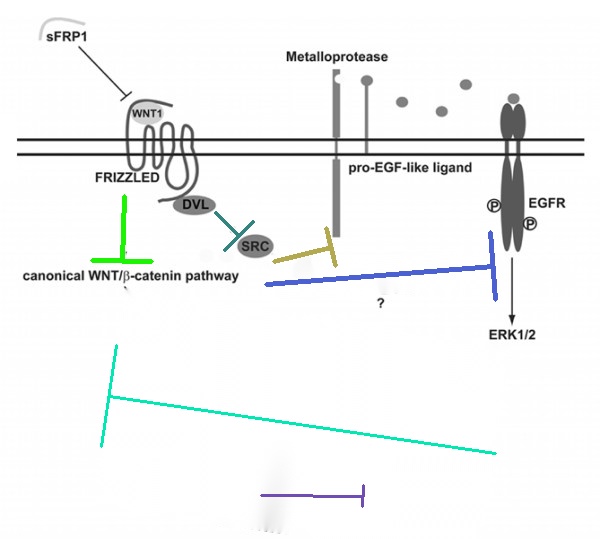 sFRP1
Metalloprotease
WNT1
FRIZZLED
pro-EGF-like ligand
DVL
P
EGFR
P
SRC
canonical WNT/β-catenin pathway
?
ERK1/2